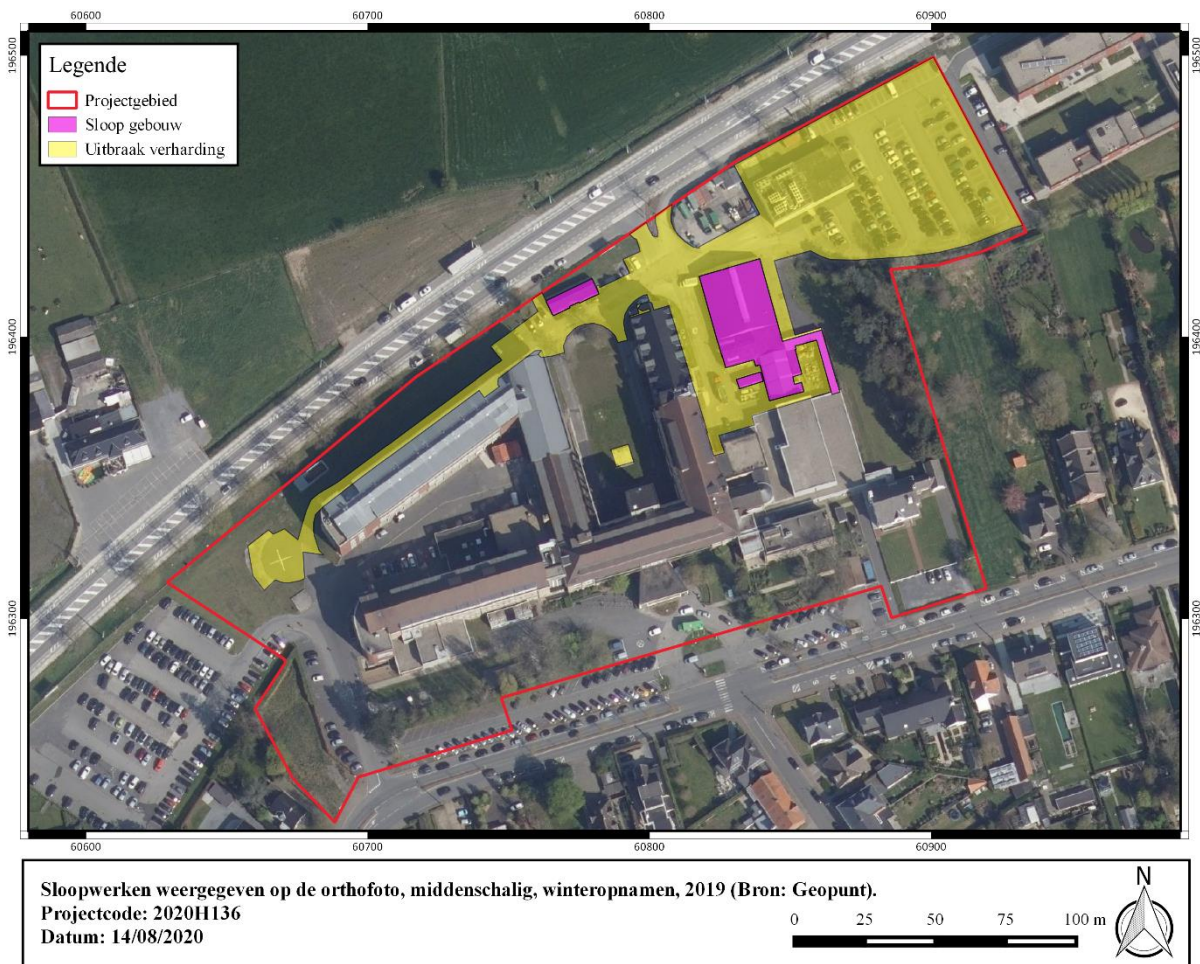 60600 60700 60800 60900
196500 196500
Legende
Projectgebied
Sloop gebouw
Uitbraak verharding
196400 196400
196300 196300
60600 60700 60800 60900
Sloopwerken weergegeven op de orthofoto, middenschalig, winteropnamen, 2019 (Bron: Geopunt).
Projectcode: 2020H136
Datum: 14/08/2020
0 25 50 75 100 m
N